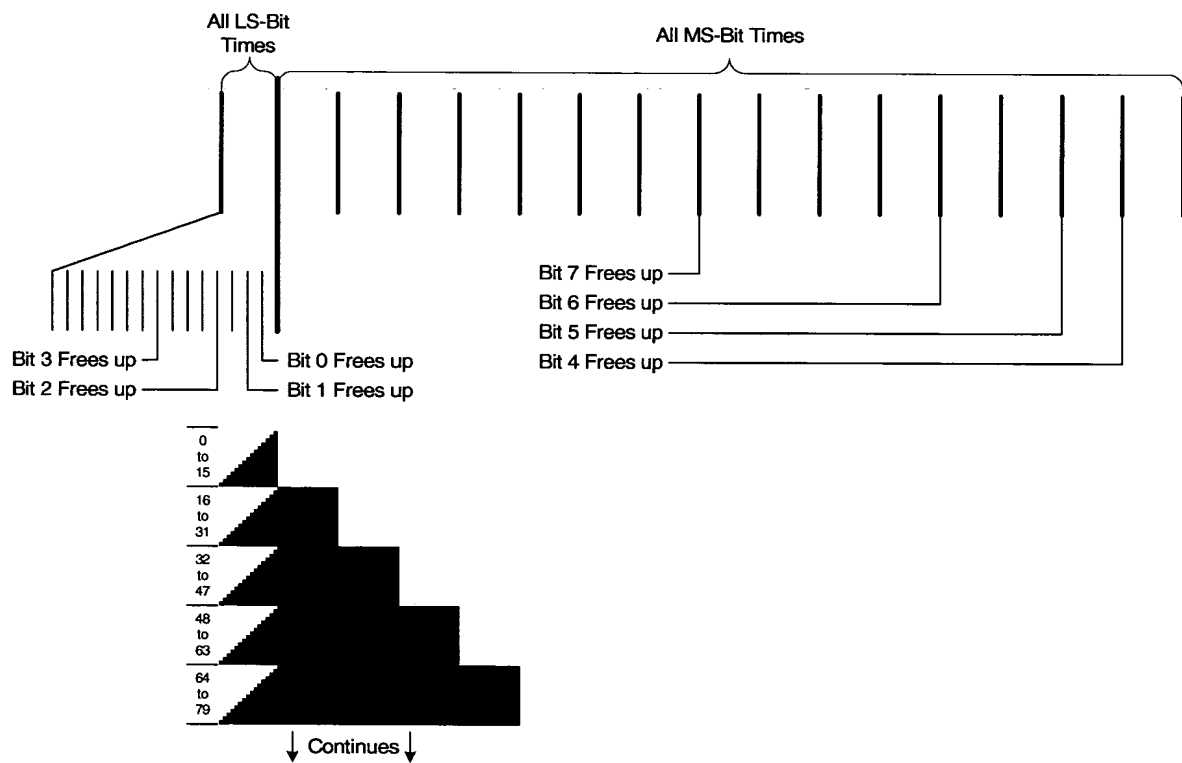 All LS-Bit
Times
All MS-Bit Times
Bit 7 Frees up
Bit 6 Frees up
Bit 5 Frees up
Bit 4 Frees up
Bit 3 Frees up
Bit 0 Frees up
Bit 2 Frees up
Bit 1 Frees up
0
to
15
16
to
31
32
to
47
48
to
63
64
to
79
Continues